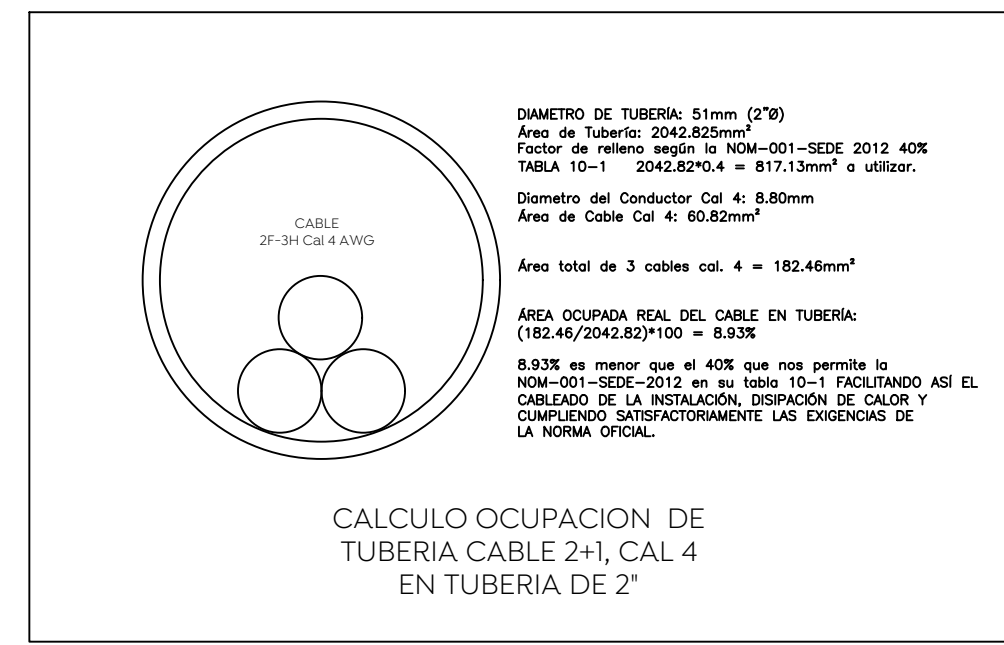 DIAMETRO DE TUBERÍA: 51mm (2"Ø)
Área de Tubería: 2042.825mm²
Factor de relleno según la NOM-001-SEDE 2012 40%
TABLA 10-1 2042.82*0.4 = 817.13mm² a utilizar.
Diametro del Conductor Cal 4: 8.80mm
Área de Cable Cal 4: 60.82mm²
CABLE
2F-3H Cal 4 AWG
Área total de 3 cables cal. 4 = 182.46mm²
ÁREA OCUPADA REAL DEL CABLE EN TUBERÍA:
(182.46/2042.82)*100 = 8.93%
8.93% es menor que el 40% que nos permite la
NOM-001-SEDE-2012 en su tabla 10-1 FACILITANDO ASÍ EL
CABLEADO DE LA INSTALACIÓN, DISIPACIÓN DE CALOR Y
CUMPLIENDO SATISFACTORIAMENTE LAS EXIGENCIAS DE
LA NORMA OFICIAL.
CALCULO OCUPACION DE
TUBERIA CABLE 2+1, CAL 4
EN TUBERIA DE 2"